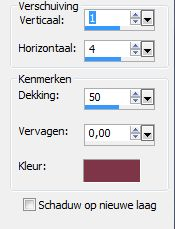 Verschuiving
Verticaal: 1
Horizontaal: 4
Kenmerken
Dekking: 50
Vervagen: 0,00
Kleur:
Schaduw op nieuwe laag